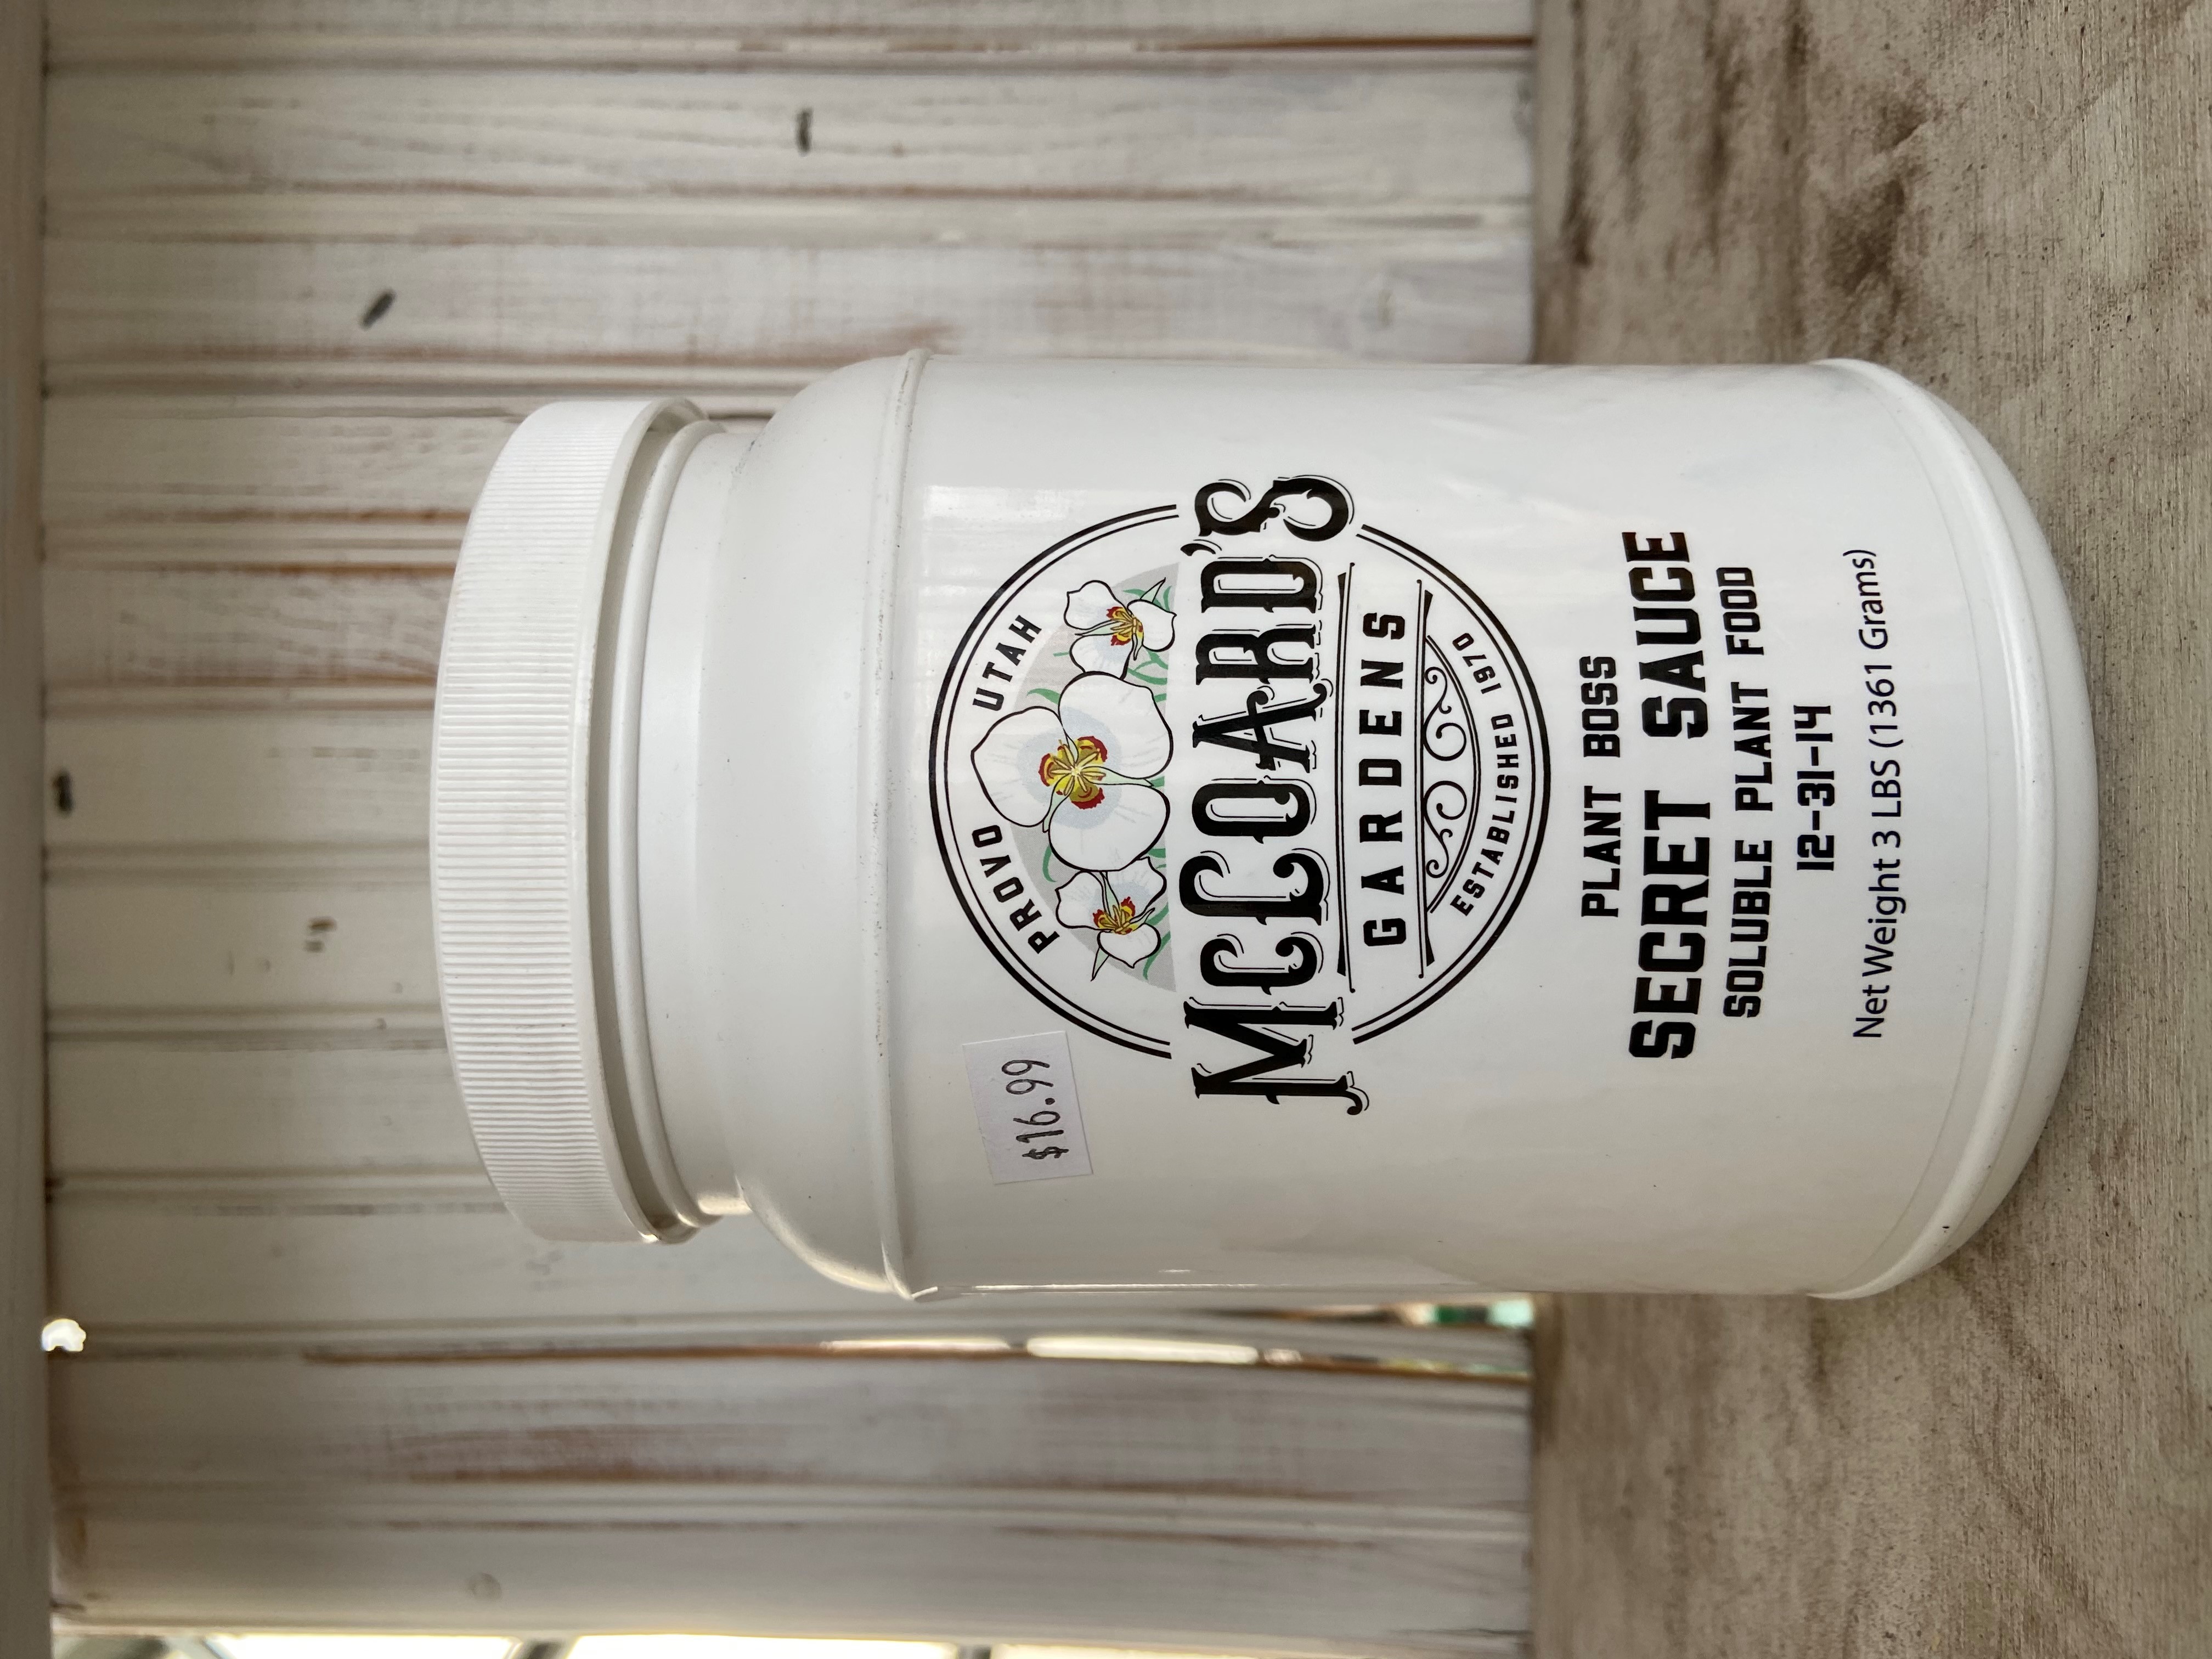 PROVO UTAH
McCOARD'S
GARDENS
ESTABLISHED 1970
$16.99
PLANT BOSS
SECRET SAUCE
SOLUBLE PLANT FOOD
12-31-14
Net Weight 3 LBS (1361 Grams)